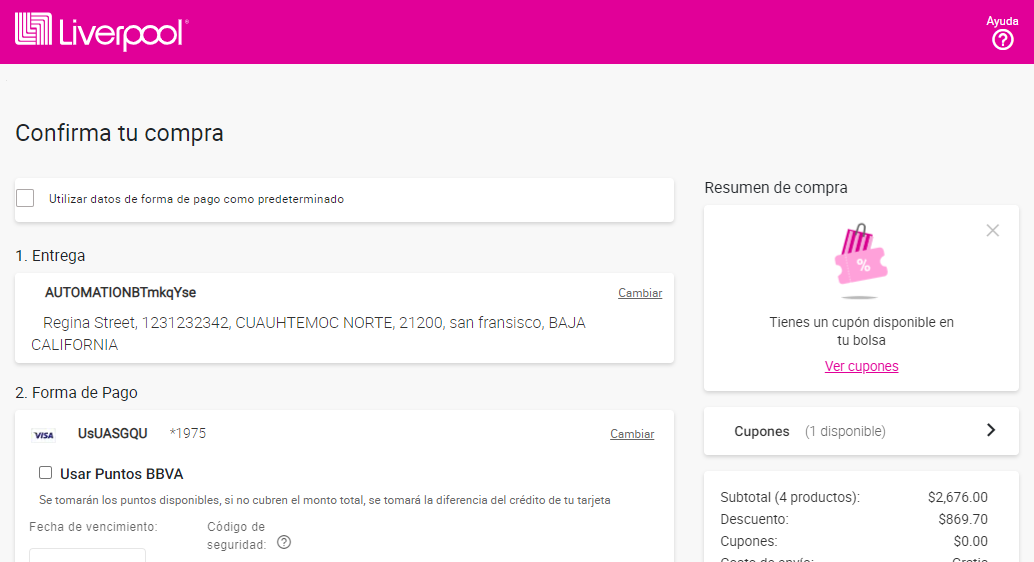 Liverpool
Ayuda
Confirma tu compra
Utilizar datos de forma de pago como predeterminado
1. Entrega
AUTOMATIONBTmkqYse
Cambiar
Regina Street, 1231232342, CUAUHTEMOC NORTE, 21200, san fransisco, BAJA
CALIFORNIA
2. Forma de Pago
VISA UsUASGQU *1975
Cambiar
Usar Puntos BBVA
Se tomarán los puntos disponibles, si no cubren el monto total, se tomará la diferencia del crédito de tu tarjeta
Fecha de vencimiento:
Código de
seguridad:
Resumen de compra
%
Tienes un cupón disponible en
tu bolsa
Ver cupones
Cupones (1 disponible)
Subtotal (4 productos): $2,676.00
Descuento: $869.70
Cupones: $0.00
Costo de envío: Gratis